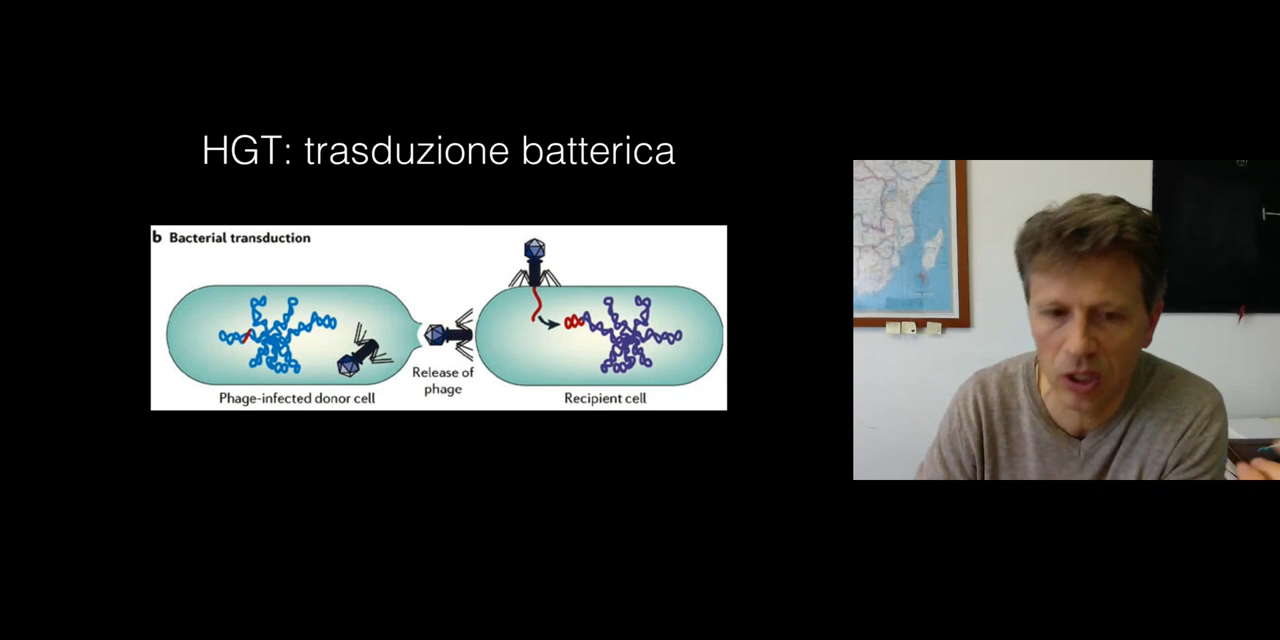 HGT: trasduzione batterica
b Bacterial transduction
Release of
phage
Phage-infected donor cell
Recipient cell